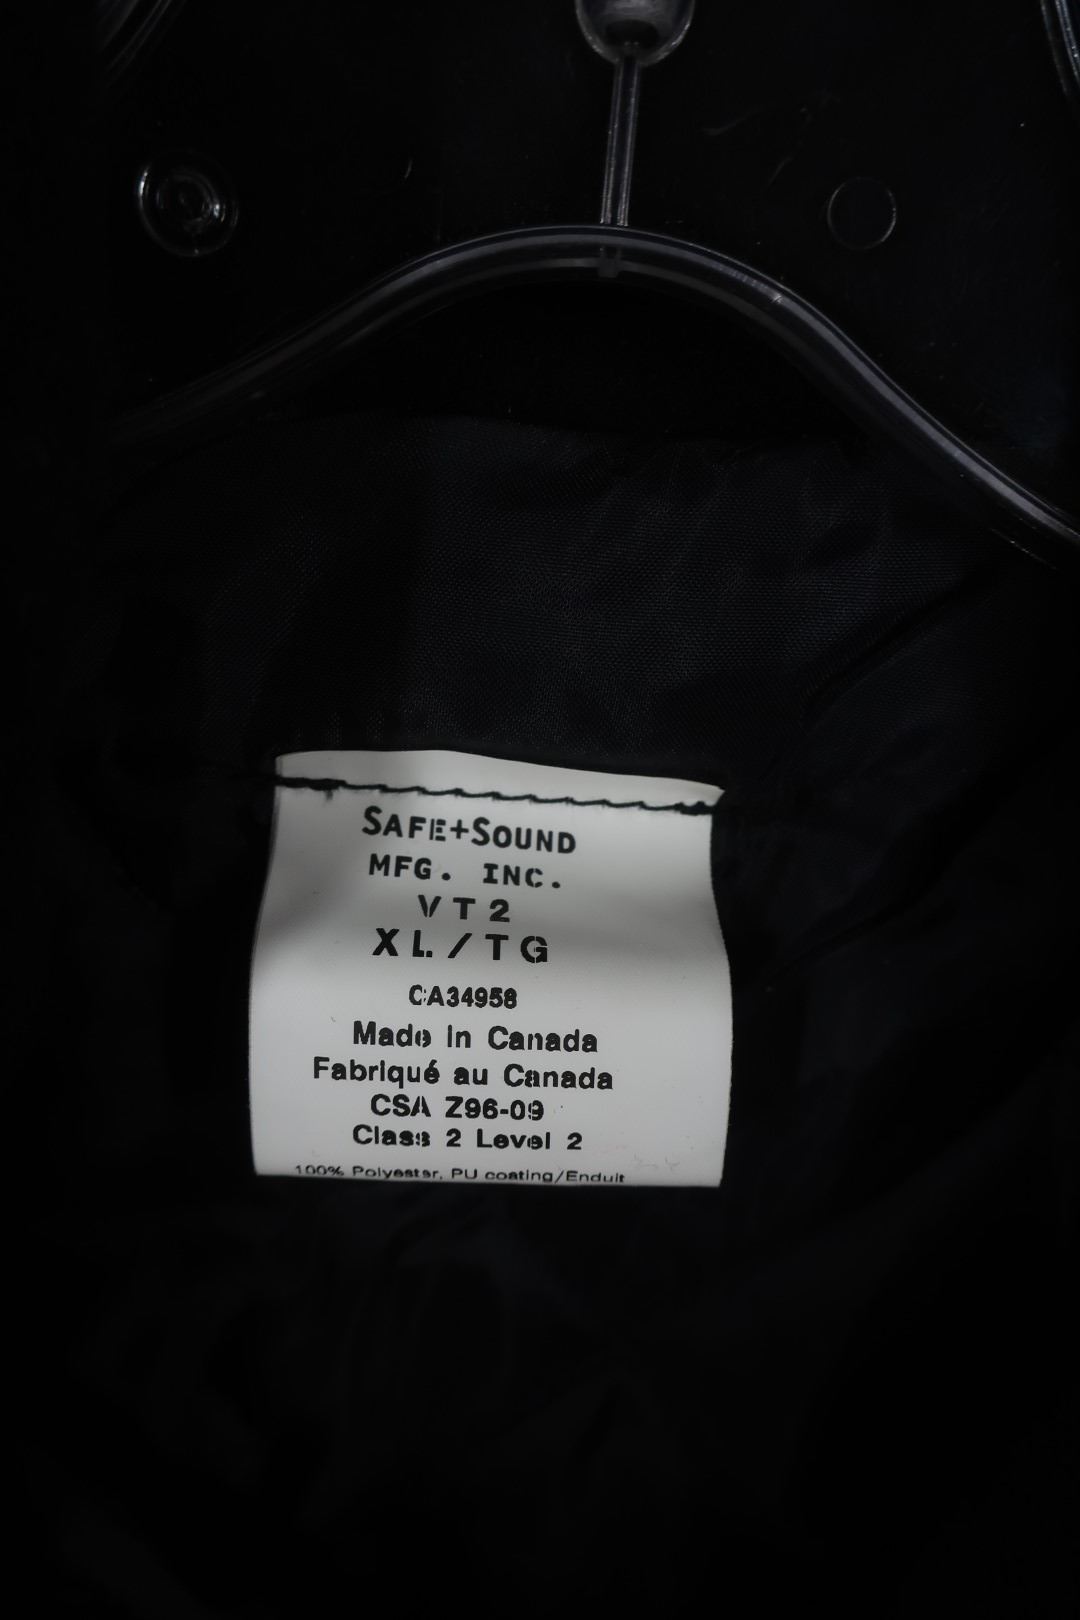 SAFE+SOUND
MFG. INC.
VT2
XL/TG
CA34958
Made in Canada
Fabriqué au Canada
CSA Z96-09
Class 2 Level 2
100% Polyester, PU coating/Enduit